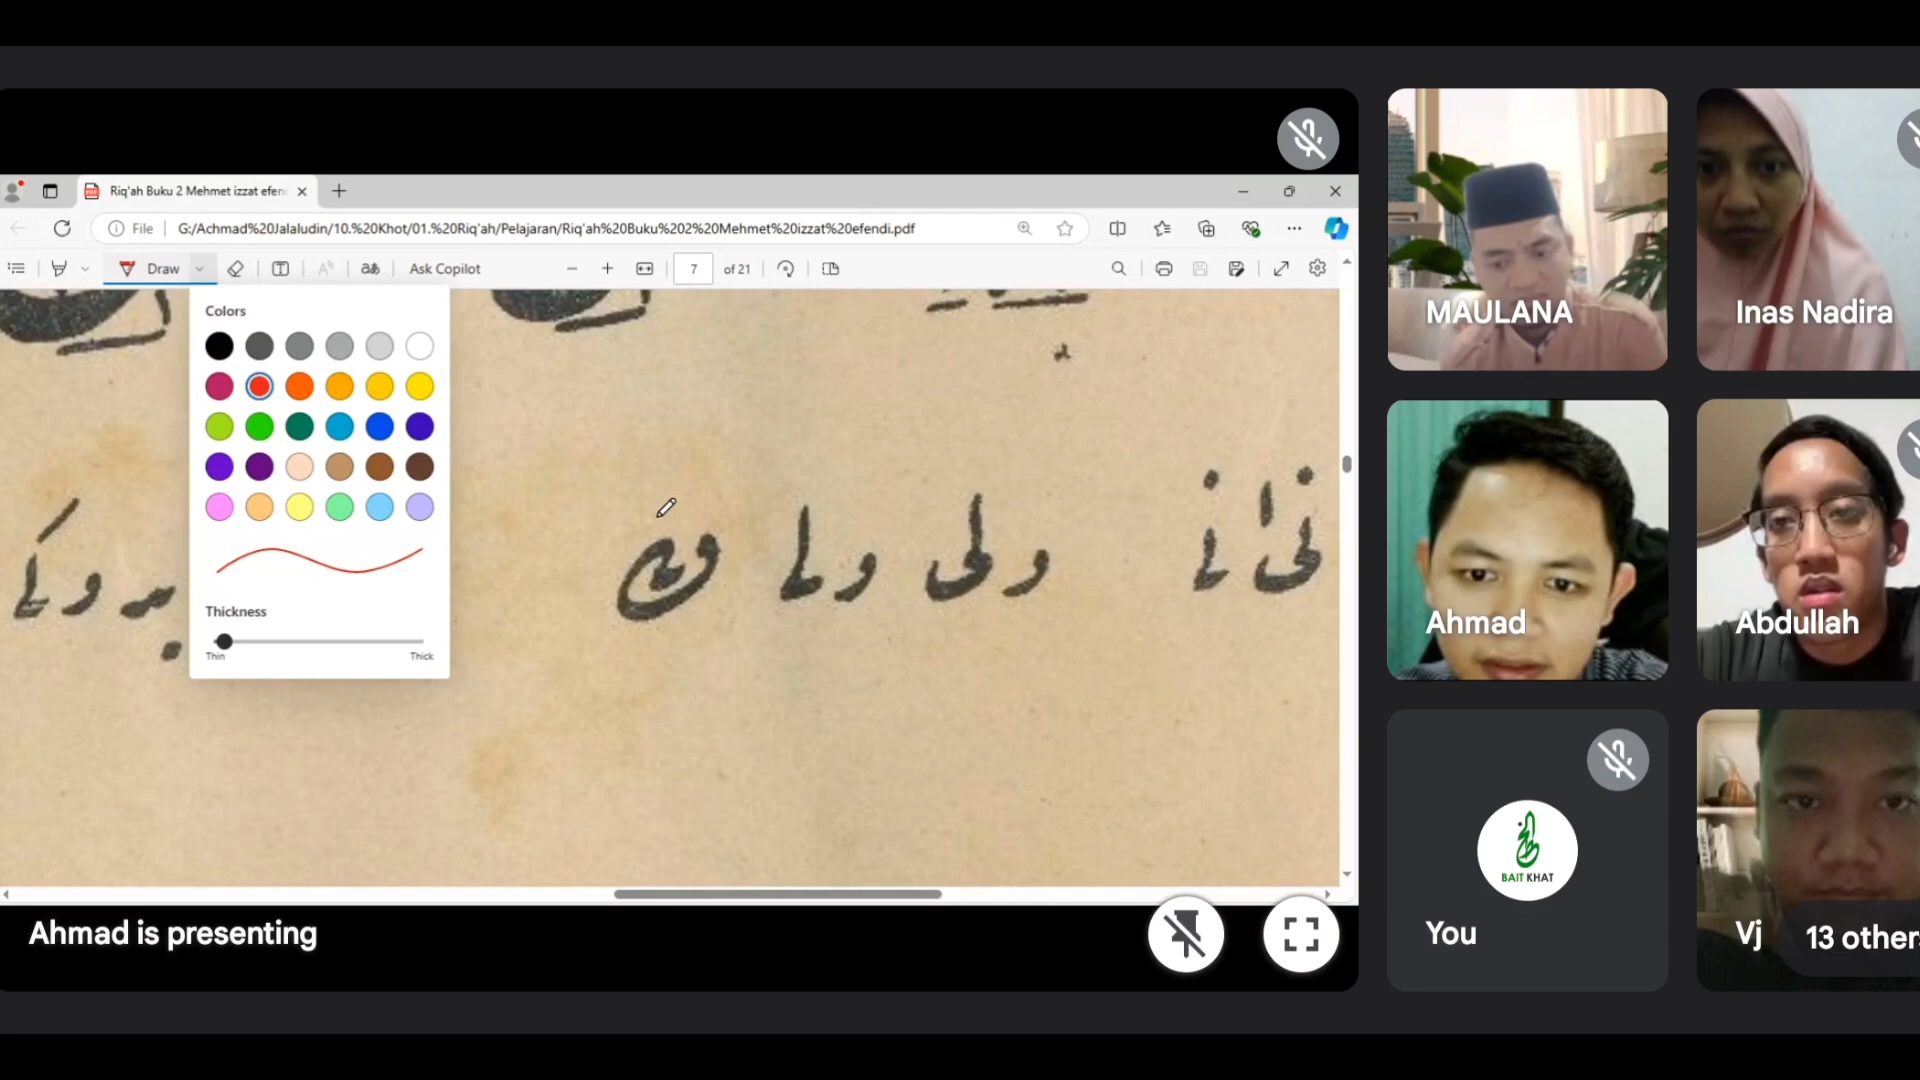 Riq'ah Buku 2 Mehmet izzat efen
File
G:/Achmad%20Jalaludin/10.%20Khot/01.%20Riq'ah/Pelajaran/Riq'ah%20Buku%202%20Mehmet%20izzat%20efendi.pdf
Draw
Ask Copilot
7 of 21
Colors
Thickness
Thin
Thick
Ahmad is presenting
MAULANA
Inas Nadira
Ahmad
Abdullah
BAIT KHAT
You
Vj
13 others